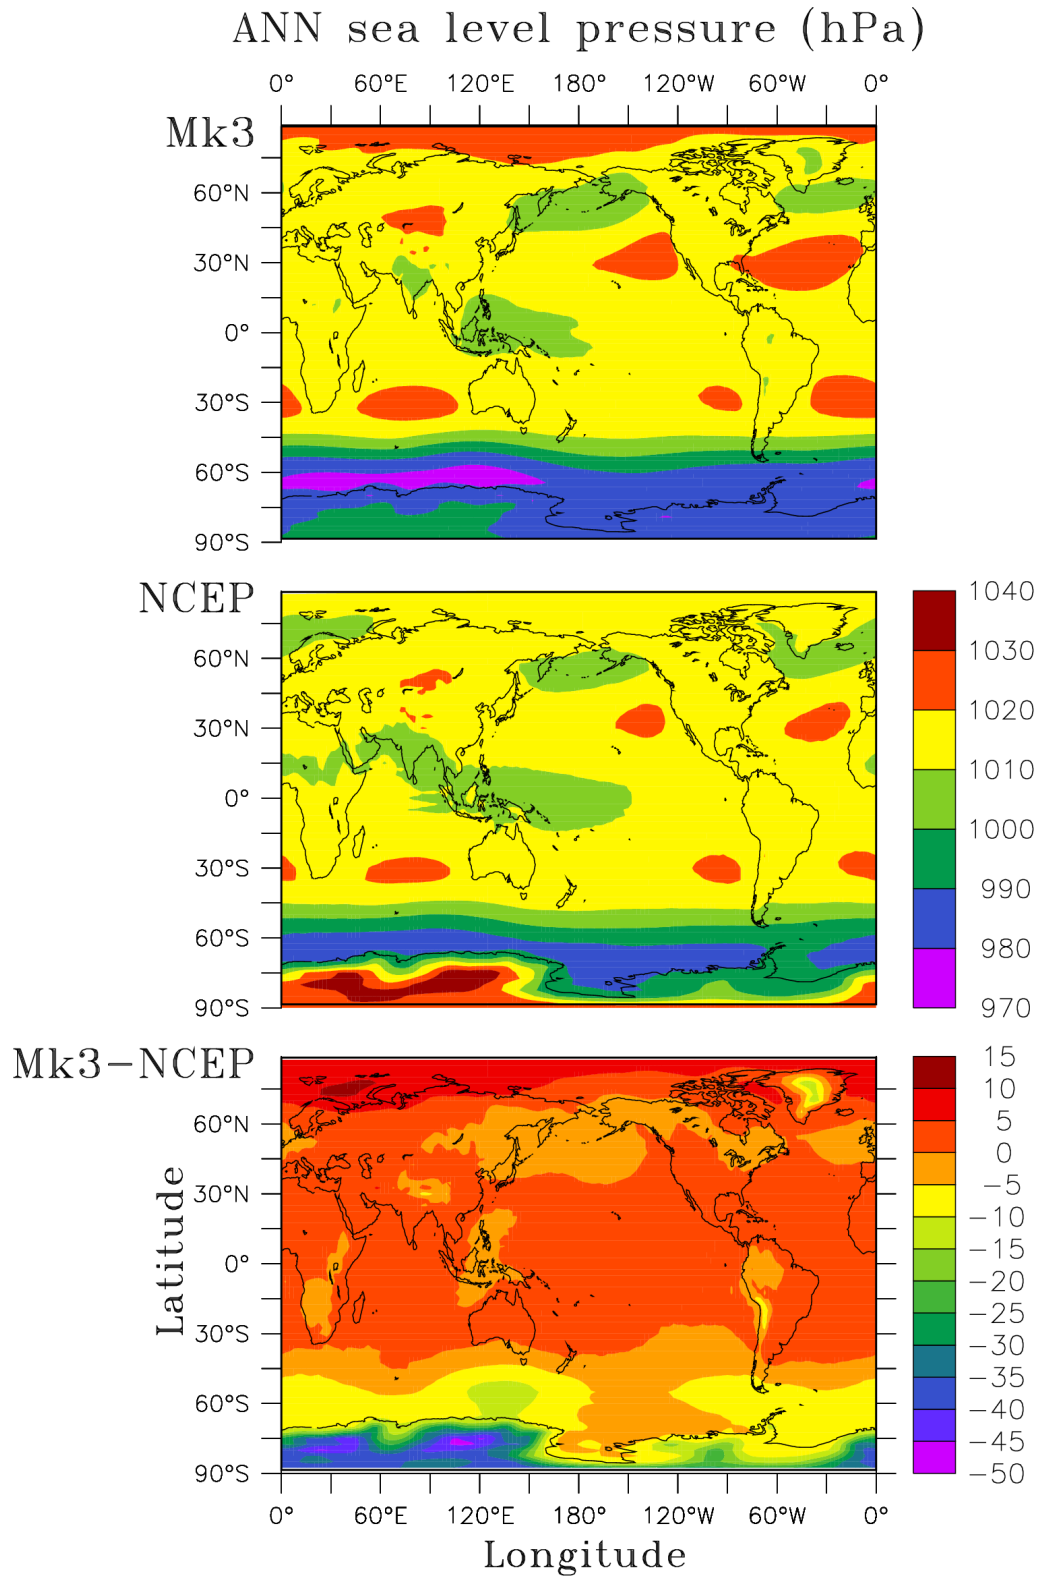 ANN sea level pressure (hPa)
0° 60°E 120°E 180° 120°W 60°W 0°
Mk3
60°N
30°N
0°
30°S
60°S
90°S
NCEP
60°N
30°N
0°
30°S
60°S
90°S
1040
1030
1020
1010
1000
990
980
970
Mk3−NCEP
Latitude
60°N
30°N
0°
30°S
60°S
90°S
15
10
5
0
−5
−10
−15
−20
−25
−30
−35
−40
−45
−50
0° 60°E 120°E 180° 120°W 60°W 0°
Longitude